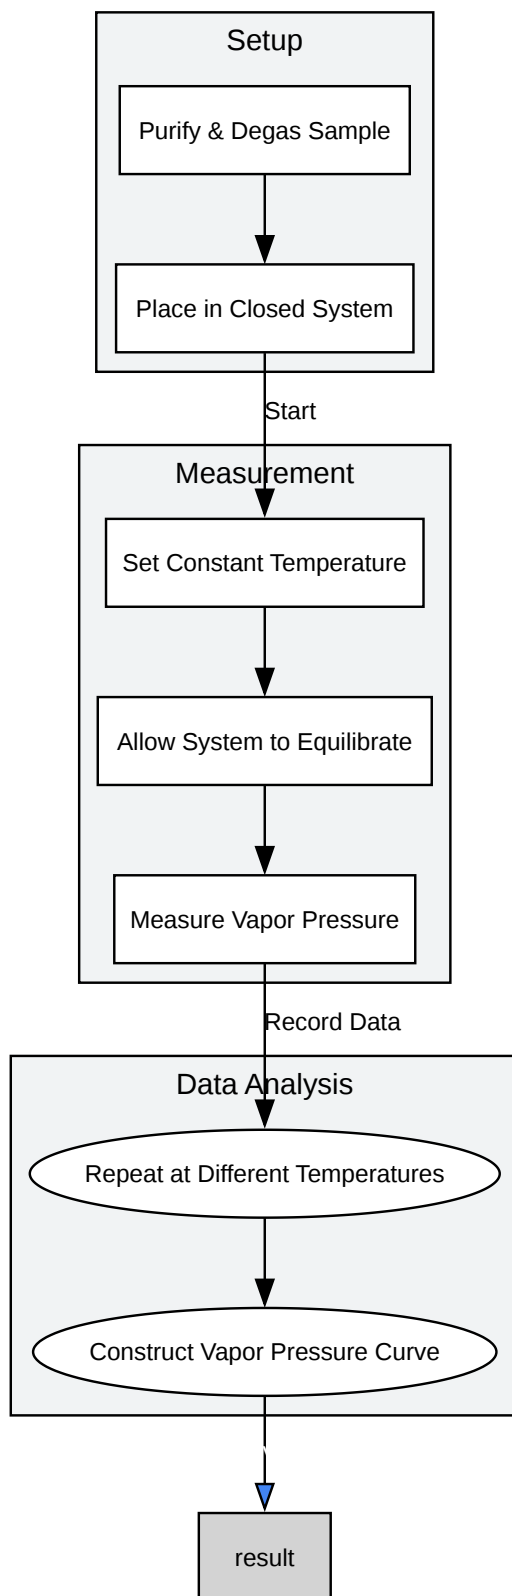 Setup
Purify & Degas Sample
Place in Closed System
Start
Measurement
Set Constant Temperature
Allow System to Equilibrate
Measure Vapor Pressure
Record Data
Data Analysis
Repeat at Different Temperatures
Construct Vapor Pressure Curve
result